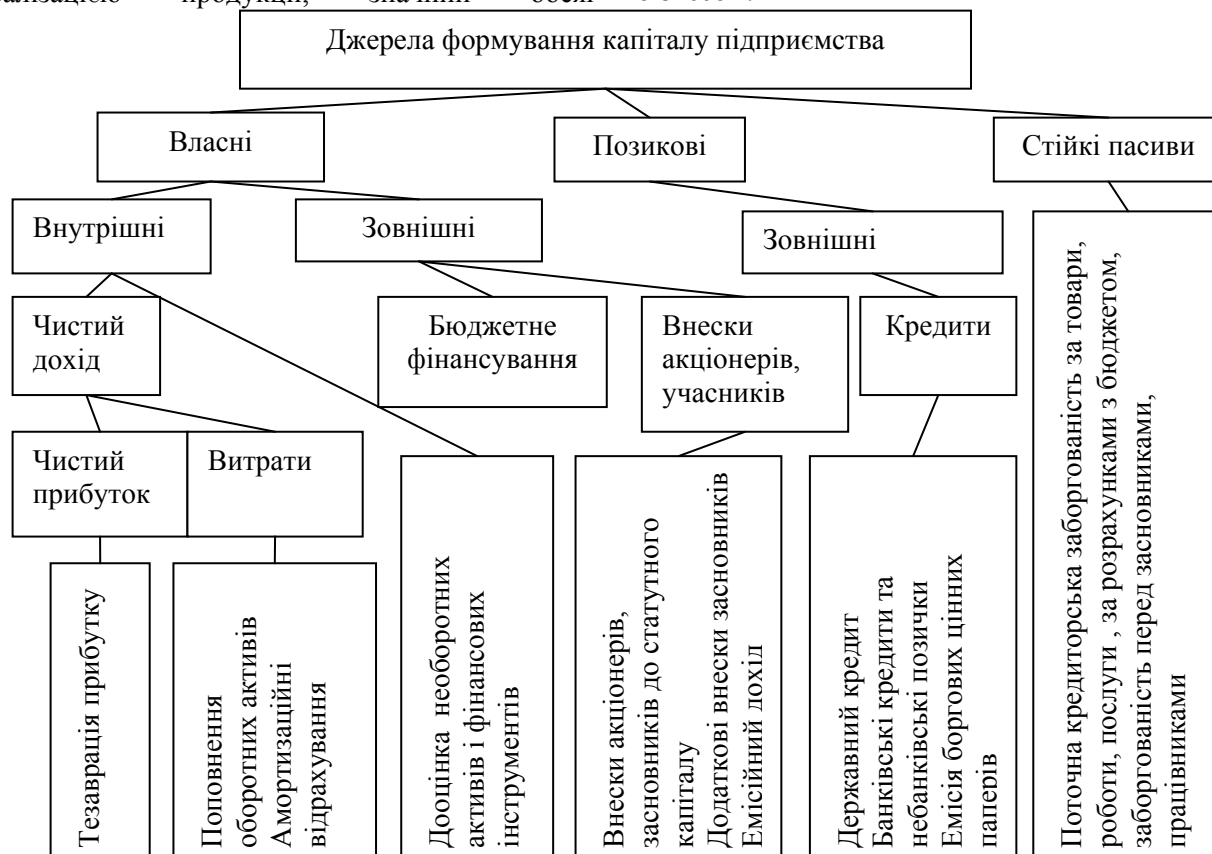 продукції,
Джерела формування капіталу підприємства
Власні
Позикові
Стійкі пасиви
Внутрішні
Зовнішні
Зовнішні
Чистий
дохід
Бюджетне
фінансування
Внески
акціонерів,
учасників
Кредити
Чистий
прибуток
Витрати
Тезаврація прибутку
Поповнення
оборотних активів
Амортизаційні
відрахування
Дооцінка необоротних
активів і фінансових
інструментів
Внески акціонерів,
засновників до статутного
капіталу
Додаткові внески засновників
Емісійний дохід
Державний кредит
Банківські кредити та
небанківські позички
Емісія боргових цінних
паперів
Поточна кредиторська заборгованість за товари,
роботи, послуги , за розрахунками з бюджетом,
заборгованість перед засновниками,
працівниками